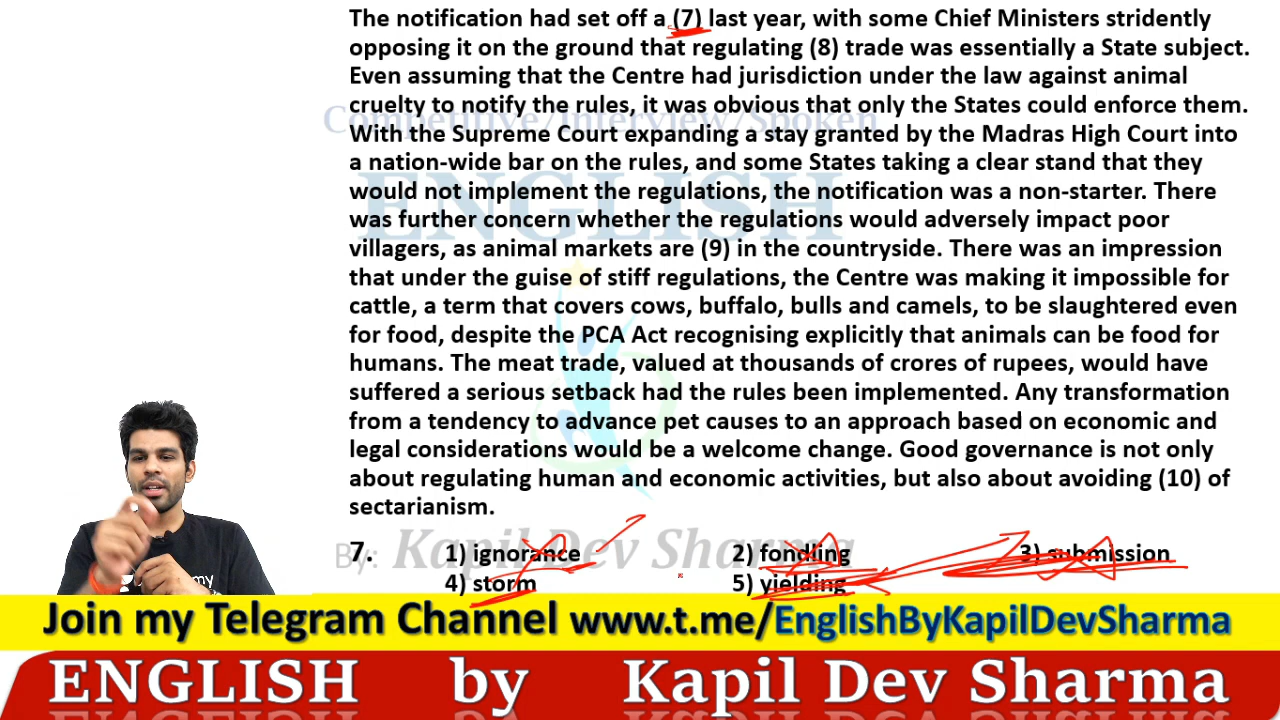 The notification had set off a (7) last year, with some Chief Ministers stridently
opposing it on the ground that regulating (8) trade was essentially a State subject.
Even assuming that the Centre had jurisdiction under the law against animal
cruelty to notify the rules, it was obvious that only the States could enforce them.
Competitive/Interview/Spoken
With the Supreme Court expanding a stay granted by the Madras High Court into
a nation-wide bar on the rules, and some States taking a clear stand that they
would not implement the regulations, the notification was a non-starter. There
ENGLISH
was further concern whether the regulations would adversely impact poor
villagers, as animal markets are (9) in the countryside. There was an impression
that under the guise of stiff regulations, the Centre was making it impossible for
cattle, a term that covers cows, buffalo, bulls and camels, to be slaughtered even
for food, despite the PCA Act recognising explicitly that animals can be food for
humans. The meat trade, valued at thousands of crores of rupees, would have
suffered a serious setback had the rules been implemented. Any transformation
from a tendency to advance pet causes to an approach based on economic and
legal considerations would be a welcome change. Good governance is not only
about regulating human and economic activities, but also about avoiding (10) of
sectarianism.
By: Kapil Dev Sharma
7. 1) ignorance 2) fondling 3) submission
4) storm 5) yielding
Join my Telegram Channel www.t.me/EnglishByKapilDevSharma
ENGLISH by Kapil Dev Sharma